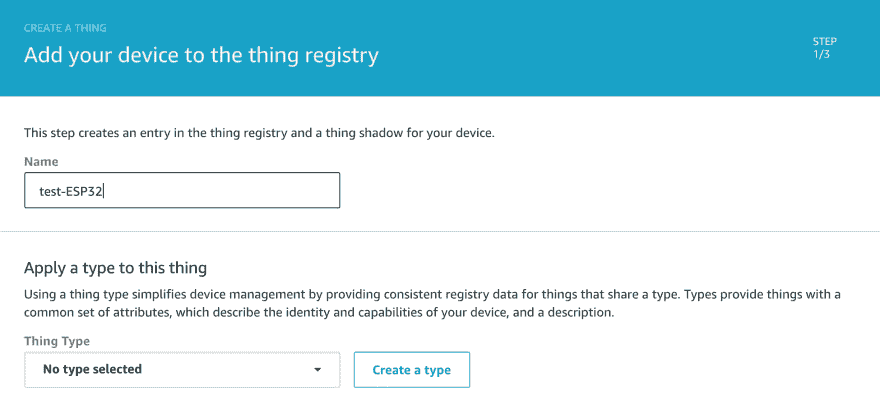 CREATE A THING
Add your device to the thing registry
STEP
1/3
This step creates an entry in the thing registry and a thing shadow for your device.
Name
test-ESP32
Apply a type to this thing
Using a thing type simplifies device management by providing consistent registry data for things that share a type. Types provide things with a
common set of attributes, which describe the identity and capabilities of your device, and a description.
Thing Type
No type selected
Create a type